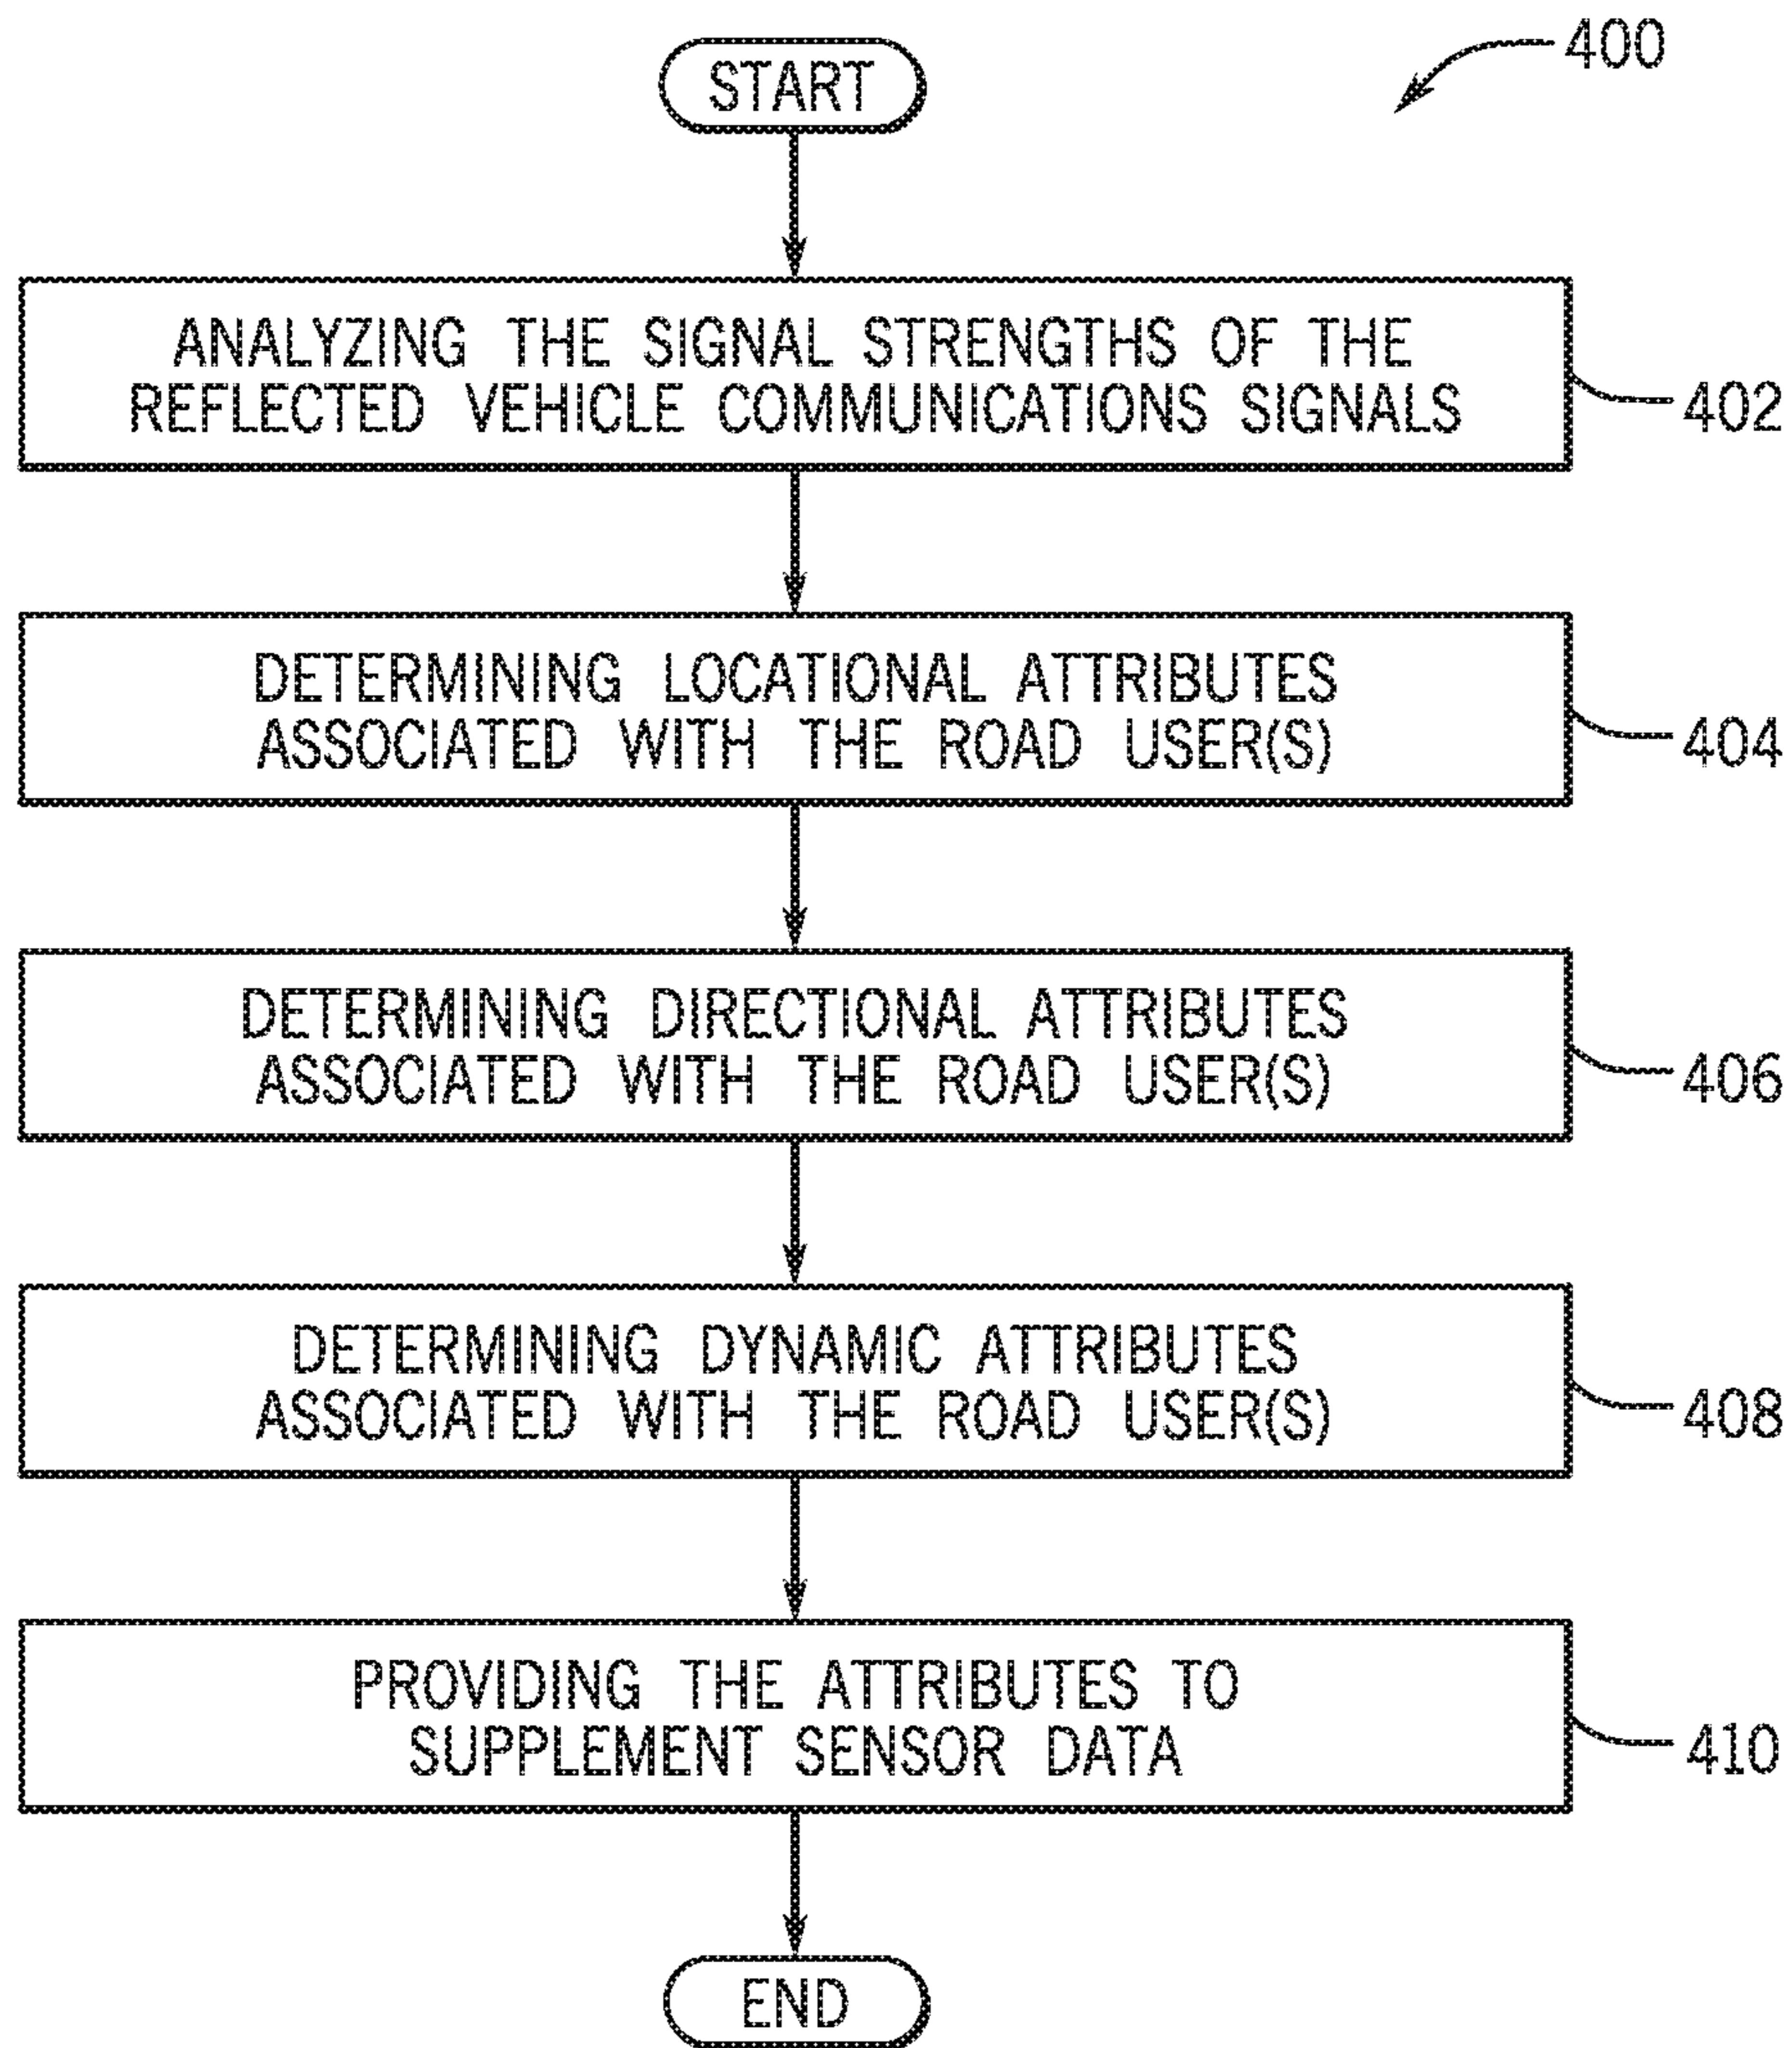 400
START
ANALYZING THE SIGNAL STRENGTHS OF THE
REFLECTED VEHICLE COMMUNICATIONS SIGNALS
402
DETERMINING LOCATIONAL ATTRIBUTES
ASSOCIATED WITH THE ROAD USER(S)
404
DETERMINING DIRECTIONAL ATTRIBUTES
ASSOCIATED WITH THE ROAD USER(S)
406
DETERMINING DYNAMIC ATTRIBUTES
ASSOCIATED WITH THE ROAD USER(S)
408
PROVIDING THE ATTRIBUTES TO
SUPPLEMENT SENSOR DATA
410
END